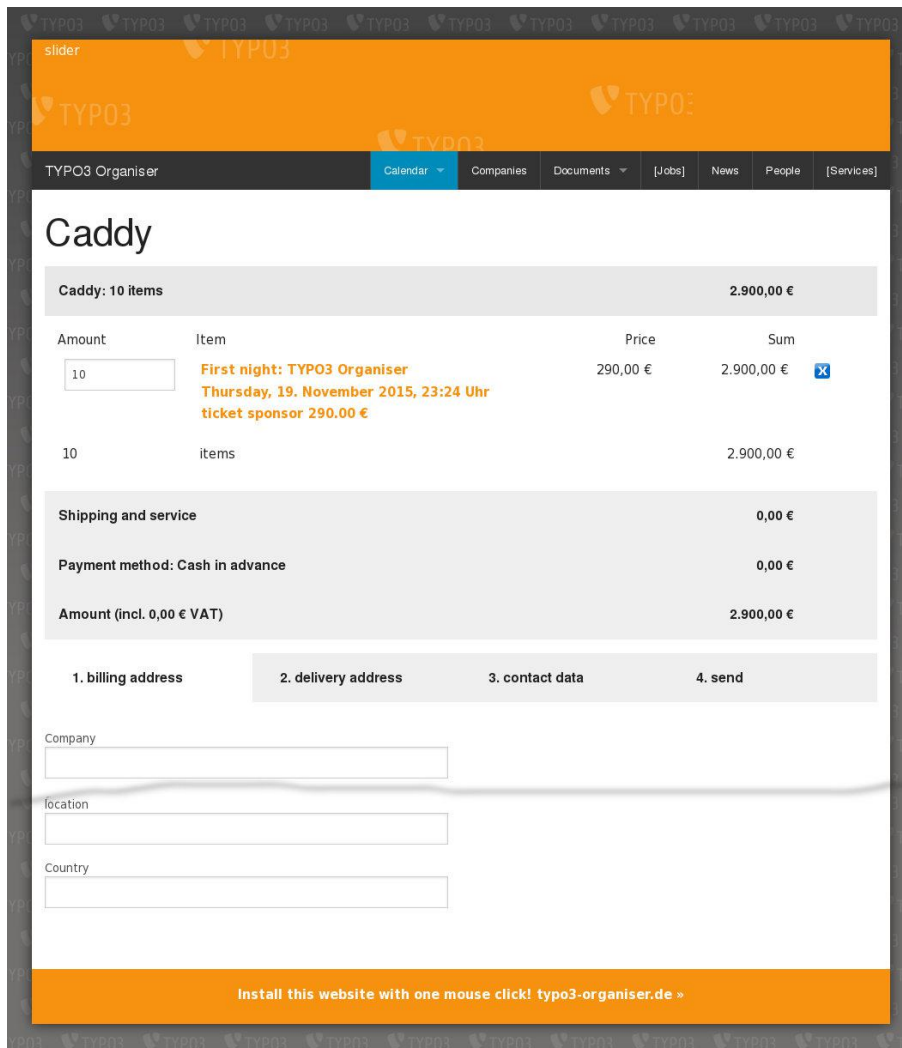 slider
TYPO3
TYPO3
TYPO3
TYPO3
TYPO3 Organiser Calendar Companies Documents [Jobs] News People [Services]
Caddy
Caddy: 10 items 2.900,00 €
Amount Item Price Sum
10 First night: TYPO3 Organiser 290,00 € 2.900,00 € X
Thursday, 19. November 2015, 23:24 Uhr
ticket sponsor 290.00 €
10 items 2.900,00 €
Shipping and service 0,00 €
Payment method: Cash in advance 0,00 €
Amount (incl. 0,00 € VAT) 2.900,00 €
1. billing address 2. delivery address 3. contact data 4. send
Company
location
Country
Install this website with one mouse click! typo3-organiser.de »